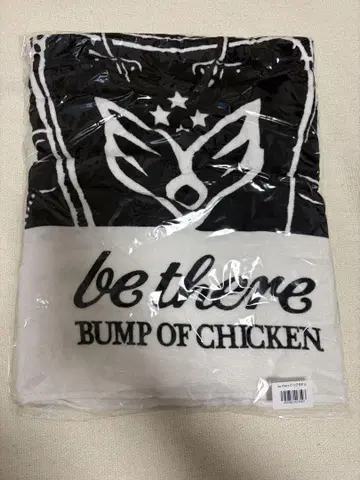 be there
BUMP OF CHICKEN